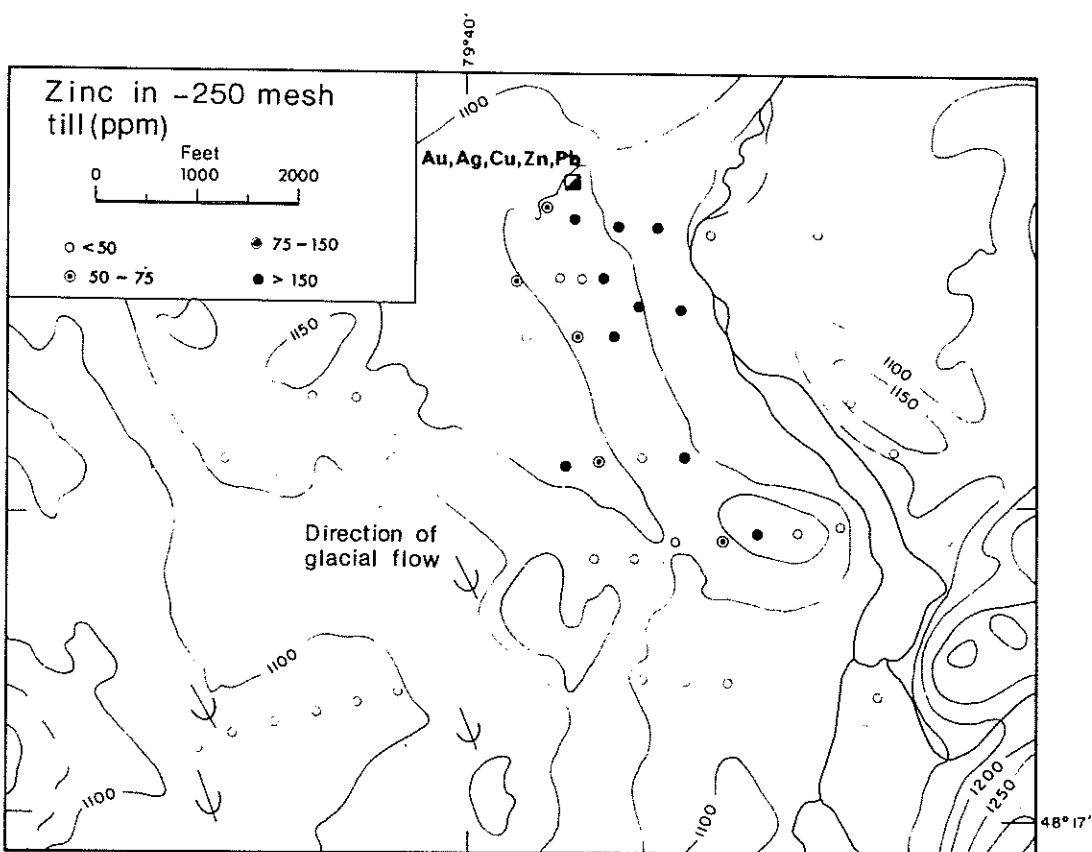 79°40'
Zinc in -250 mesh
till (ppm)
Feet
0 1000 2000
○ < 50
75 - 150
50 - 75
● > 150
1100
Au,Ag,Cu,Zn,Pb
1150
1100
1150
Direction of
glacial flow
1100
1100
1100
1200
1250
48°17'